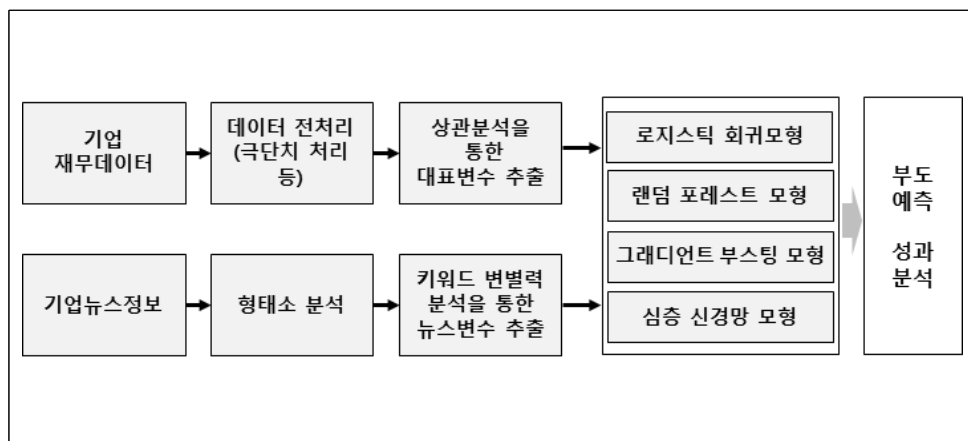 기업
재무데이터
데이터 전처리
(극단치 처리
등)
상관분석을
통한
대표변수 추출
로지스틱 회귀모형
랜덤 포레스트 모형
그래디언트 부스팅 모형
심층 신경망 모형
기업뉴스정보
형태소 분석
키워드 변별력
분석을 통한
뉴스변수 추출
부도
예측
성과
분석